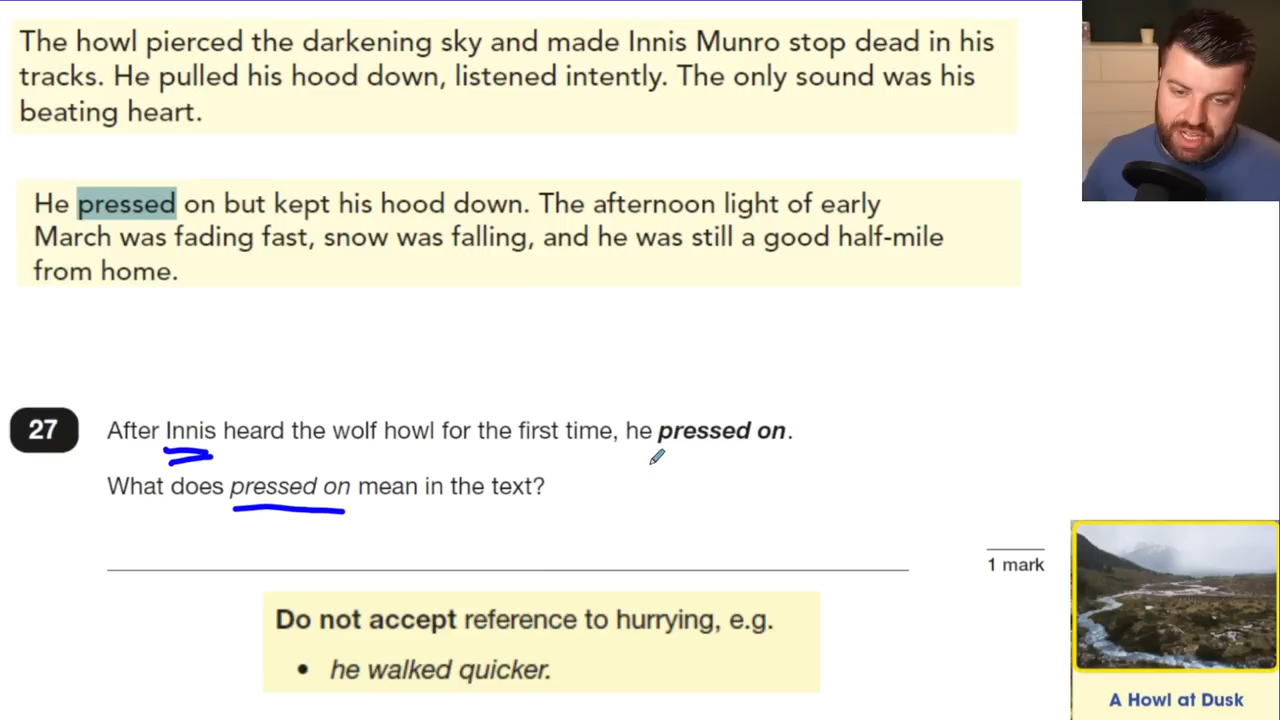 The howl pierced the darkening sky and made Innis Munro stop dead in his
tracks. He pulled his hood down, listened intently. The only sound was his
beating heart.
He pressed on but kept his hood down. The afternoon light of early
March was fading fast, snow was falling, and he was still a good half-mile
from home.
27
After Innis heard the wolf howl for the first time, he pressed on.
What does pressed on mean in the text?
1 mark
Do not accept reference to hurrying, e.g.
• he walked quicker.
A Howl at Dusk